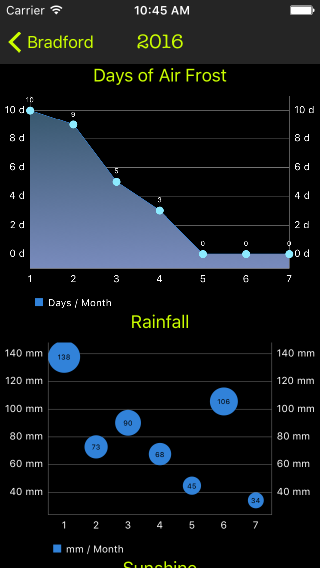 Carrier 10:45 AM
Bradford 2016
Days of Air Frost
10 d 10 d
8 d 8 d
6 d 6 d
4 d 4 d
2 d 2 d
0 d 0 d
10 9 5 3 0 0 0
1 2 3 4 5 6 7
Days / Month
Rainfall
140 mm 140 mm
120 mm 120 mm
100 mm 100 mm
80 mm 80 mm
60 mm 60 mm
40 mm 40 mm
138 73 90 68 45 106 34
1 2 3 4 5 6 7
mm / Month
Sunshine